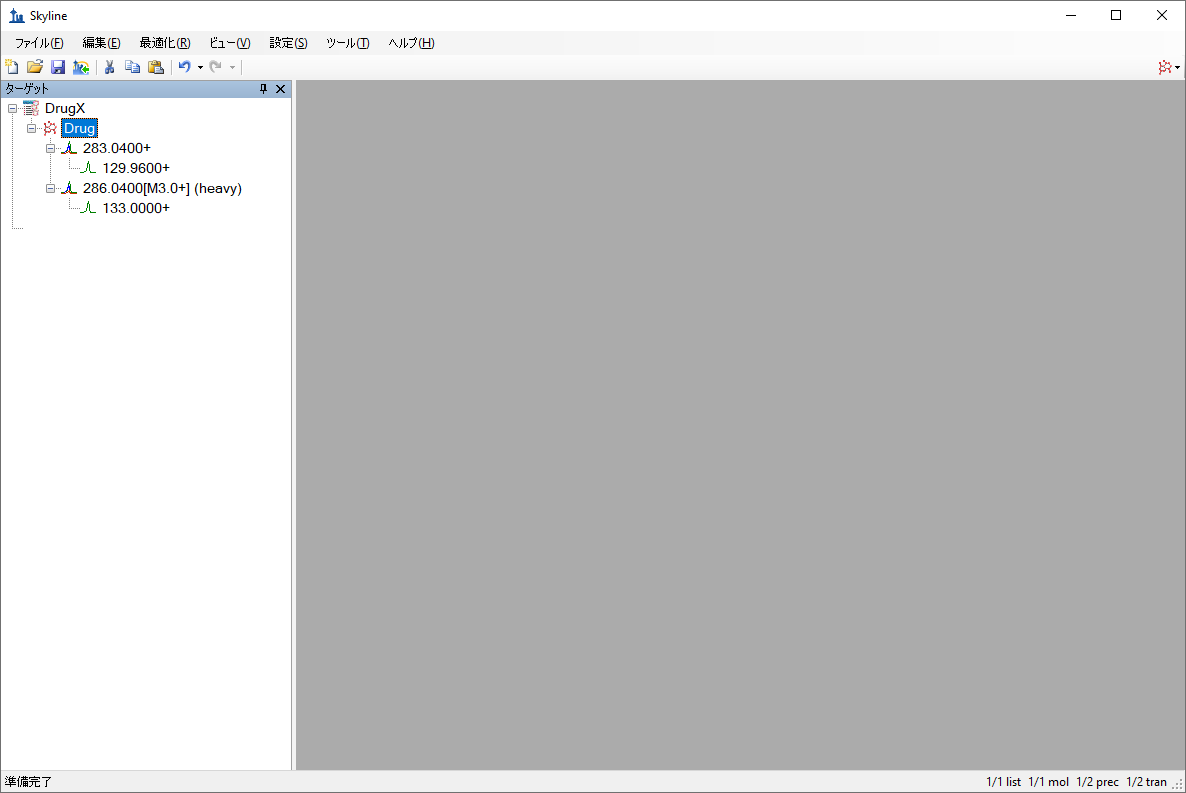 Skyline
ファイル(F) 編集(E) 最適化(R) ビュー(V) 設定(S) ツール(T) ヘルプ(H)
ターゲット
DrugX
Drug
283.0400+
129.9600+
286.0400[M3.0+] (heavy)
133.0000+
準備完了 1/1 list 1/1 mol 1/2 prec 1/2 tran